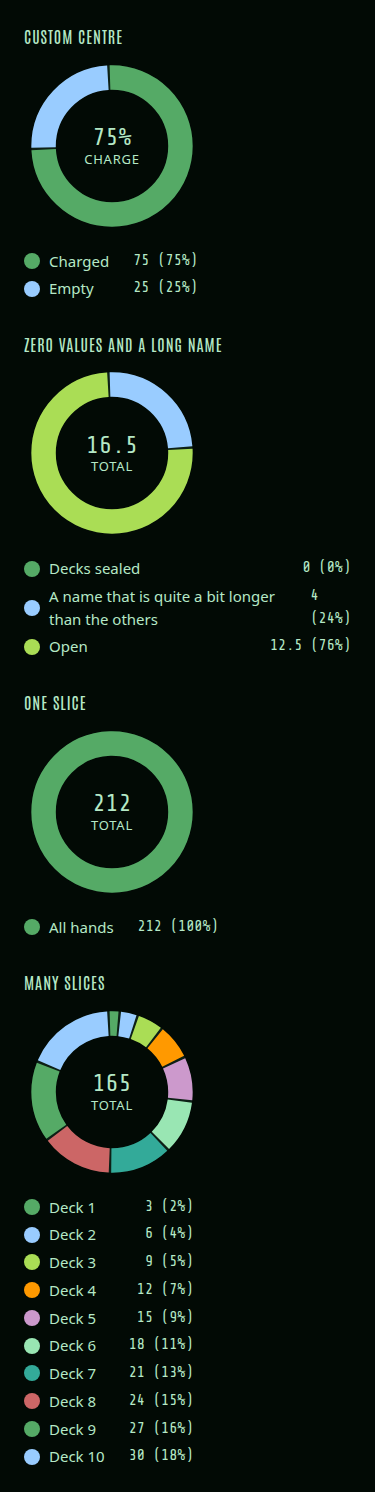 CUSTOM CENTRE
75%
CHARGE
Charged 75 (75%)
Empty 25 (25%)
ZERO VALUES AND A LONG NAME
16.5
TOTAL
Decks sealed 0 (0%)
A name that is quite a bit longer 4
than the others (24%)
Open 12.5 (76%)
ONE SLICE
212
TOTAL
All hands 212 (100%)
MANY SLICES
165
TOTAL
Deck 1 3 (2%)
Deck 2 6 (4%)
Deck 3 9 (5%)
Deck 4 12 (7%)
Deck 5 15 (9%)
Deck 6 18 (11%)
Deck 7 21 (13%)
Deck 8 24 (15%)
Deck 9 27 (16%)
Deck 10 30 (18%)